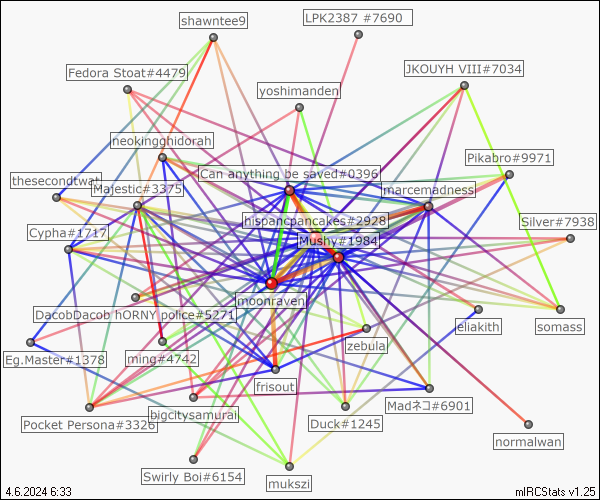 shawntee9
LPK2387 #7690
Fedora Stoat#4479
JKOUYH VIII#7034
yoshimanden
neokingghidorah
Pikabro#9971
Can anything be saved#0396
thesecondtwat
Majestic#3375
marcemadness
hispancpancakes#2928
Silver#7938
Cypha#1717
Mushy#1984
moonraven
DacobDacob hORNY police#5271
eliakith
somass
zebula
Eg.Master#1378
ming#4742
frisout
Madネコ#6901
bigcitysamurai
Pocket Persona#3326
Duck#1245
normalwan
Swirly Boi#6154
mukszi
4.6.2024 6:33
mIRCStats v1.25